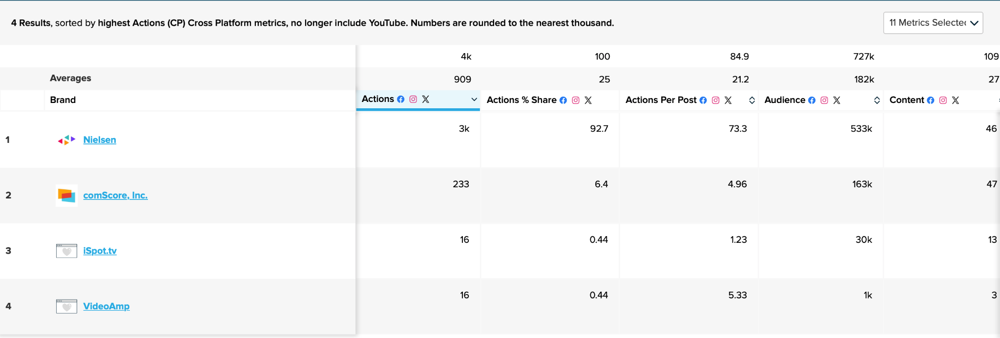 4 Results, sorted by highest Actions (CP) Cross Platform metrics, no longer include YouTube. Numbers are rounded to the nearest thousand.
11 Metrics Selected
4k 100 84.9 727k 109
Averages 909 25 21.2 182k 27
Brand Actions Actions % Share Actions Per Post Audience Content
1 Nielsen 3k 92.7 73.3 533k 46
2 comScore, Inc. 233 6.4 4.96 163k 47
3 iSpot.tv 16 0.44 1.23 30k 13
4 VideoAmp 16 0.44 5.33 1k 3